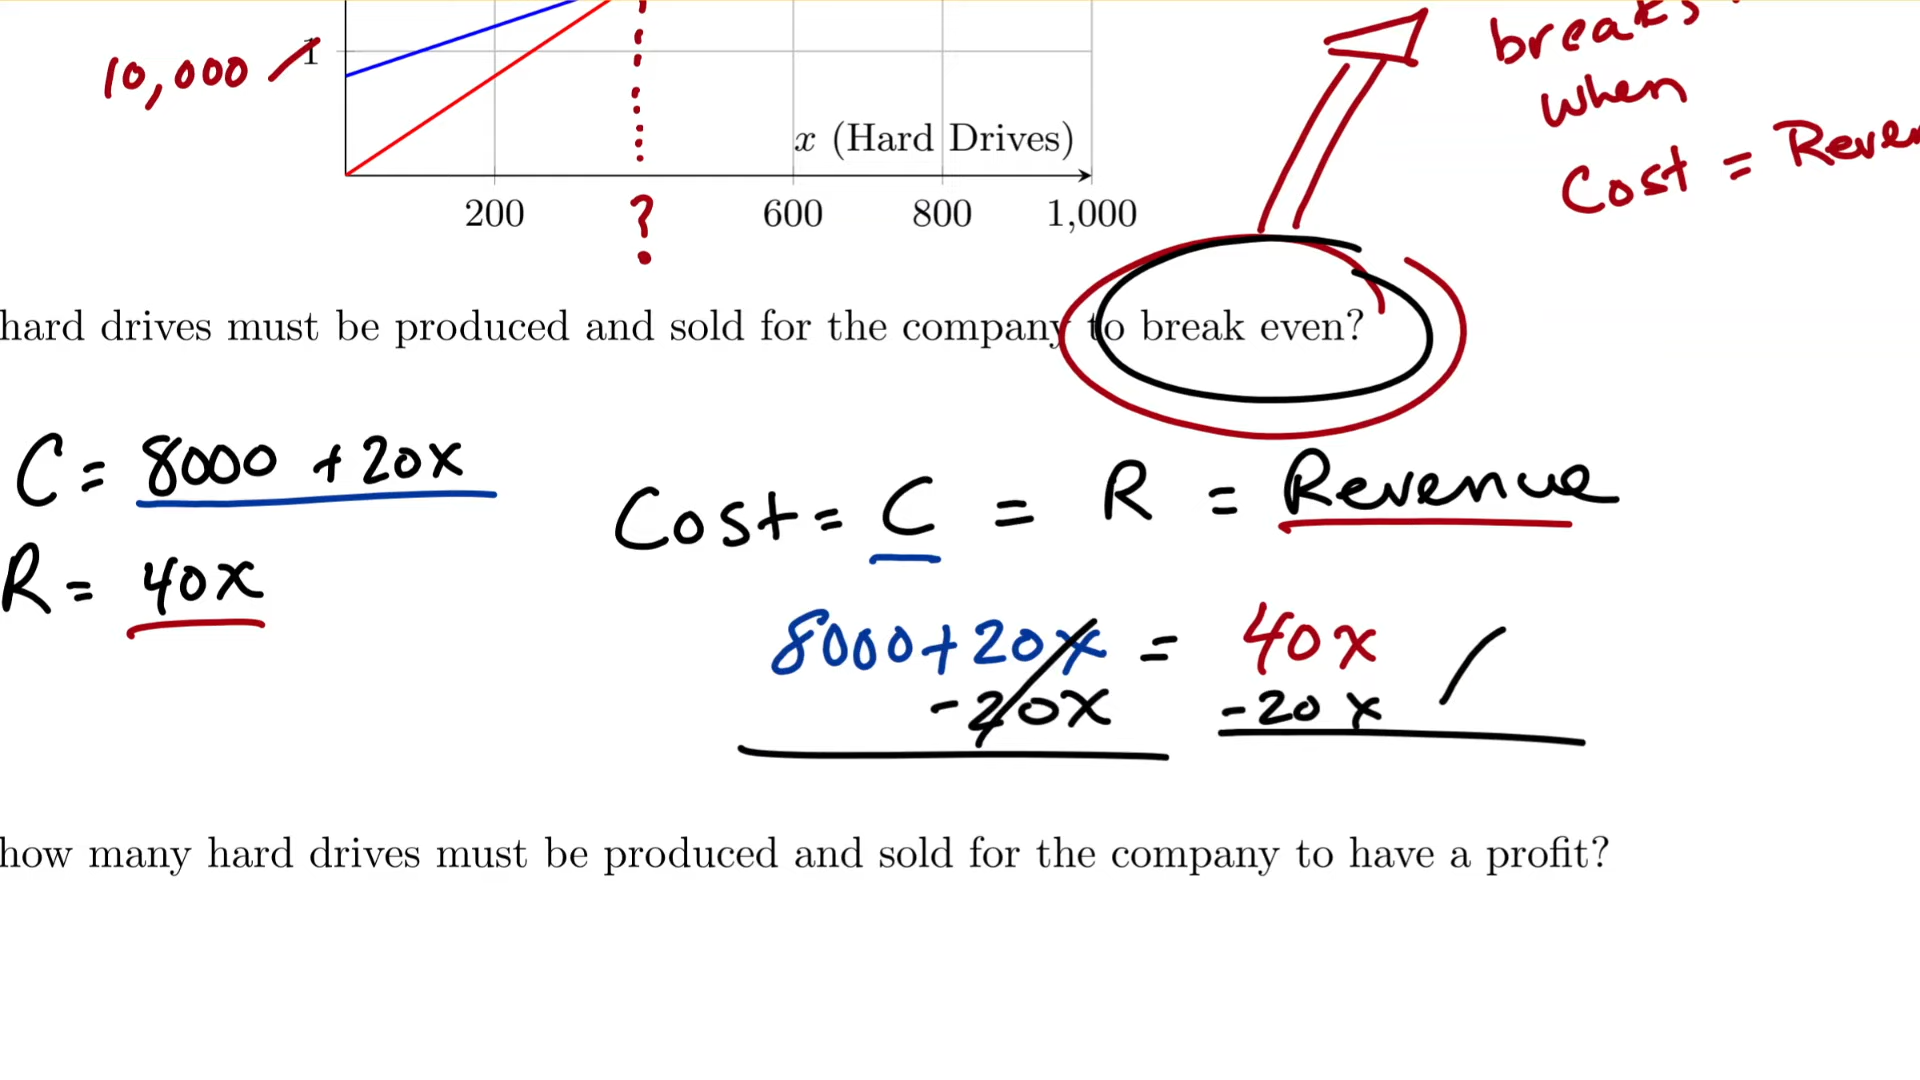 breaks
when
Cost = Reven
10,000
1
x (Hard Drives)
200 ? 600 800 1,000
hard drives must be produced and sold for the company to break even?
C = 8000 + 20x
R = 40x
Cost = C = R = Revenue
8000+20x = 40x
-20x -20x
how many hard drives must be produced and sold for the company to have a profit?